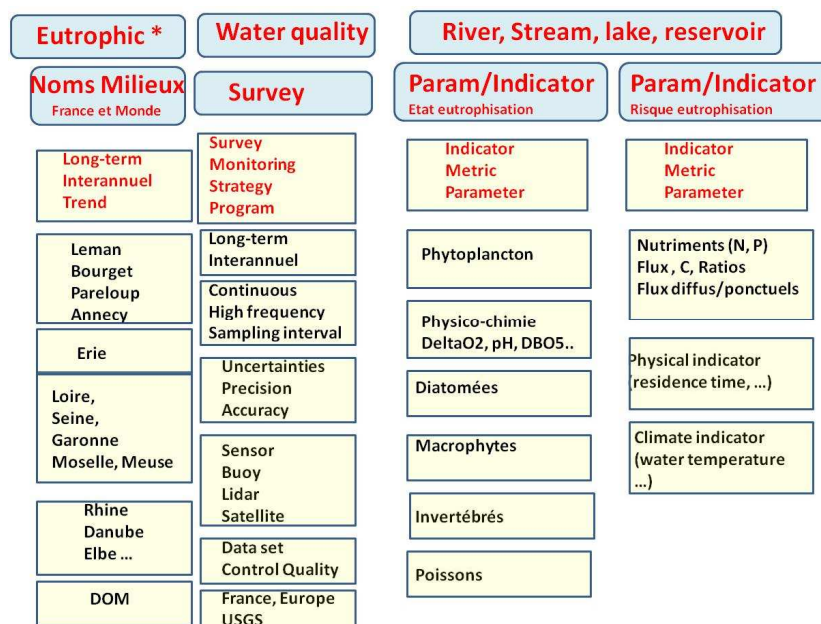 Eutrophic *
Water quality
River, Stream, lake, reservoir
Noms Milieux
France et Monde
Survey
Param/Indicator
Etat eutrophisation
Param/Indicator
Risque eutrophisation
Long-term
Interannuel
Trend
Leman
Bourget
Pareloup
Annecy
Erie
Loire,
Seine,
Garonne
Moselle, Meuse
Rhine
Danube
Elbe ...
DOM
Survey
Monitoring
Strategy
Program
Long-term
Interannuel
Continuous
High frequency
Sampling interval
Uncertainties
Precision
Accuracy
Sensor
Buoy
Lidar
Satellite
Data set
Control Quality
France, Europe
USGS
Indicator
Metric
Parameter
Phytoplancton
Physico-chimie
DeltaO2, pH, DBO5..
Diatomées
Macrophytes
Invertébrés
Poissons
Indicator
Metric
Parameter
Nutriments (N, P)
Flux , C, Ratios
Flux diffus/ponctuels
Physical indicator
(residence time, ...)
Climate indicator
(water temperature
...)